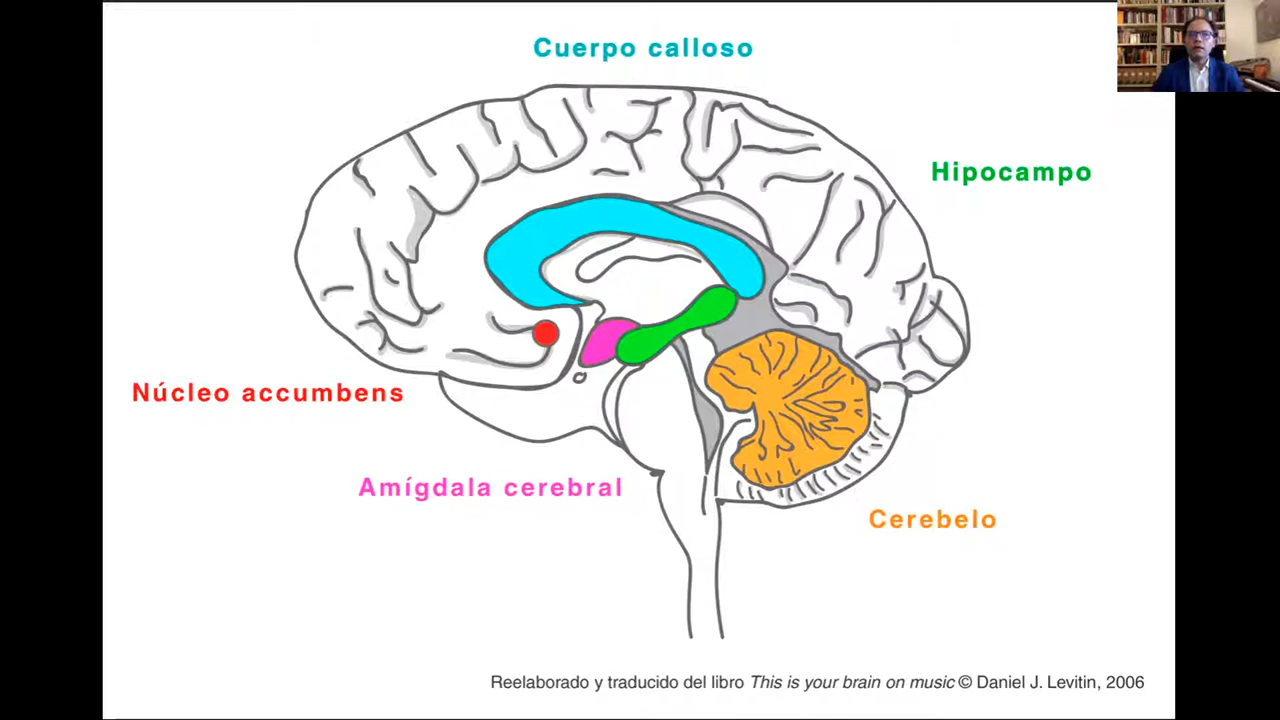 Cuerpo calloso
Hipocampo
Núcleo accumbens
Amígdala cerebral
Cerebelo
Reelaborado y traducido del libro This is your brain on music © Daniel J. Levitin, 2006